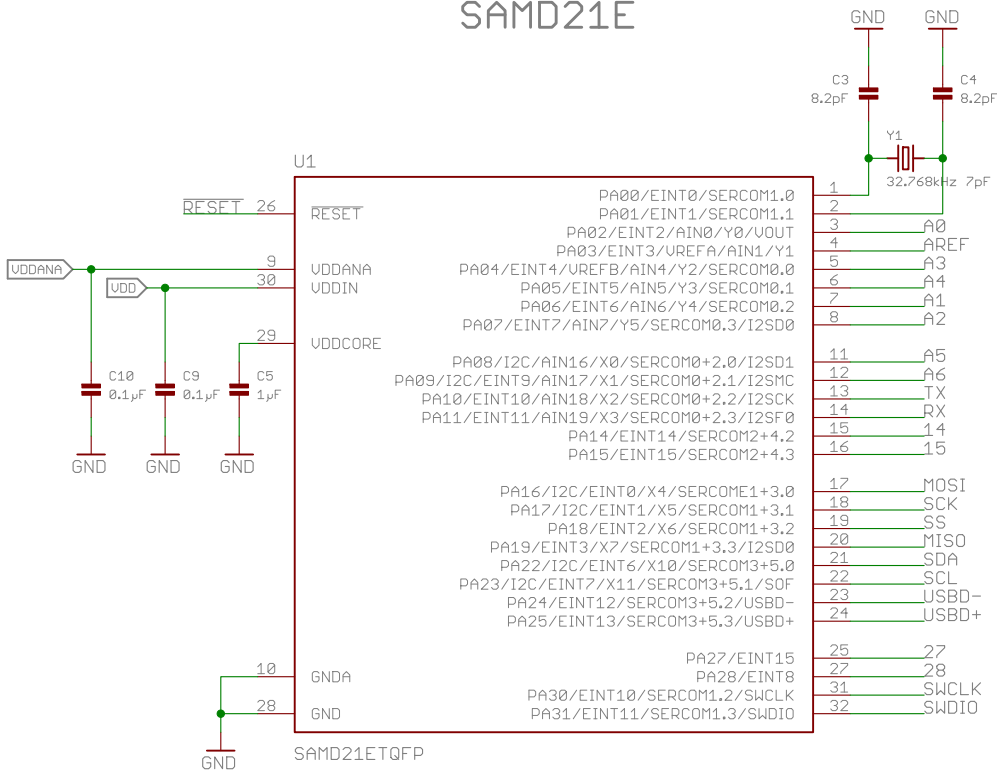 SAMD21E
GND GND
C3 8.2pF
C4 8.2pF
Y1
32.768kHz 7pF
U1
RESET 26 RESET
VDDANA 9 VDDANA
VDD 30 VDDIN
29 VDDCORE
C10 0.1µF
C9 0.1µF
C5 1µF
GND GND GND
10 GNDA
28 GND
GND
PA00/EINT0/SERCOM1.0 1
PA01/EINT1/SERCOM1.1 2
PA02/EINT2/AIN0/Y0/VOUT 3 A0
PA03/EINT3/VREFA/AIN1/Y1 4 AREF
PA04/EINT4/VREFB/AIN4/Y2/SERCOM0.0 5 A3
PA05/EINT5/AIN5/Y3/SERCOM0.1 6 A4
PA06/EINT6/AIN6/Y4/SERCOM0.2 7 A1
PA07/EINT7/AIN7/Y5/SERCOM0.3/I2SD0 8 A2
PA08/I2C/AIN16/X0/SERCOM0+2.0/I2SD1 11 A5
PA09/I2C/EINT9/AIN17/X1/SERCOM0+2.1/I2SMC 12 A6
PA10/EINT10/AIN18/X2/SERCOM0+2.2/I2SCK 13 TX
PA11/EINT11/AIN19/X3/SERCOM0+2.3/I2SF0 14 RX
PA14/EINT14/SERCOM2+4.2 15 14
PA15/EINT15/SERCOM2+4.3 16 15
PA16/I2C/EINT0/X4/SERCOME1+3.0 17 MOSI
PA17/I2C/EINT1/X5/SERCOM1+3.1 18 SCK
PA18/EINT2/X6/SERCOM1+3.2 19 SS
PA19/EINT3/X7/SERCOM1+3.3/I2SD0 20 MISO
PA22/I2C/EINT6/X10/SERCOM3+5.0 21 SDA
PA23/I2C/EINT7/X11/SERCOM3+5.1/SOF 22 SCL
PA24/EINT12/SERCOM3+5.2/USBD- 23 USBD-
PA25/EINT13/SERCOM3+5.3/USBD+ 24 USBD+
PA27/EINT15 25 27
PA28/EINT8 27 28
PA30/EINT10/SERCOM1.2/SWCLK 31 SWCLK
PA31/EINT11/SERCOM1.3/SWDIO 32 SWDIO
SAMD21ETQFP